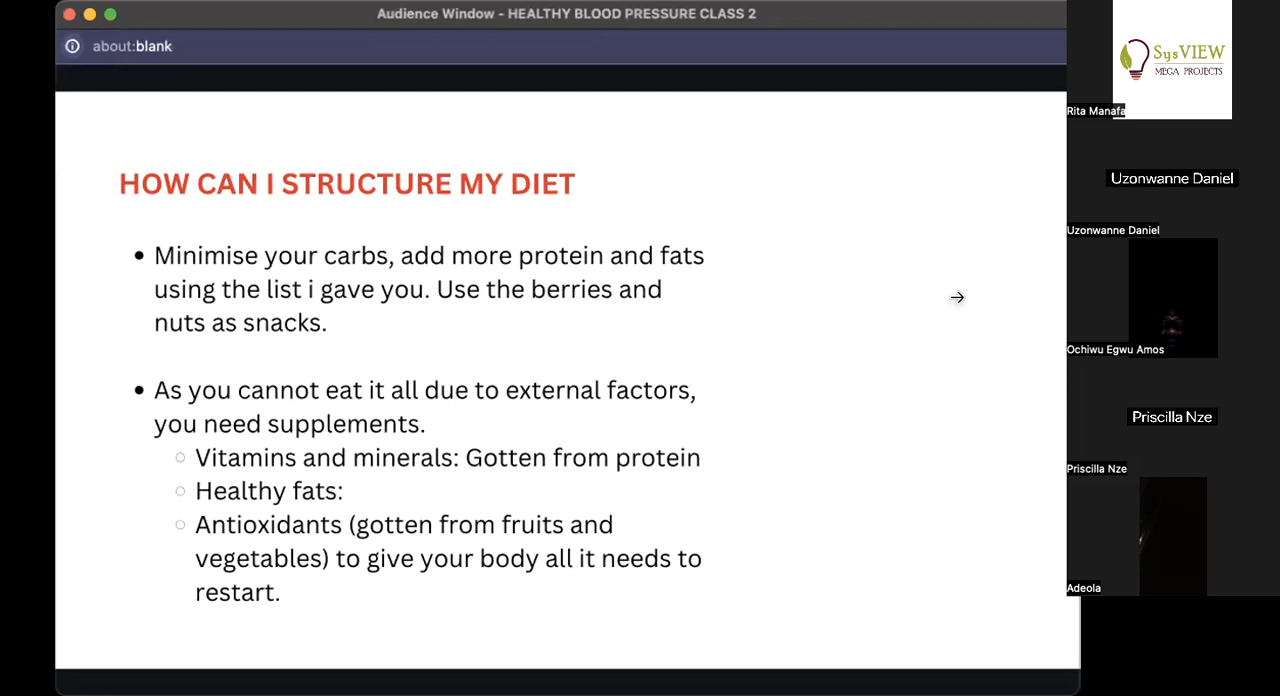 Audience Window - HEALTHY BLOOD PRESSURE CLASS 2
about:blank
HOW CAN I STRUCTURE MY DIET
• Minimise your carbs, add more protein and fats
using the list i gave you. Use the berries and
nuts as snacks.
• As you cannot eat it all due to external factors,
you need supplements.
○ Vitamins and minerals: Gotten from protein
○ Healthy fats:
○ Antioxidants (gotten from fruits and
vegetables) to give your body all it needs to
restart.
SysVIEW
MEGA PROJECTS
Rita Manafa
Uzonwanne Daniel
Uzonwanne Daniel
Ochiwu Egwu Amos
Priscilla Nze
Priscilla Nze
Adeola